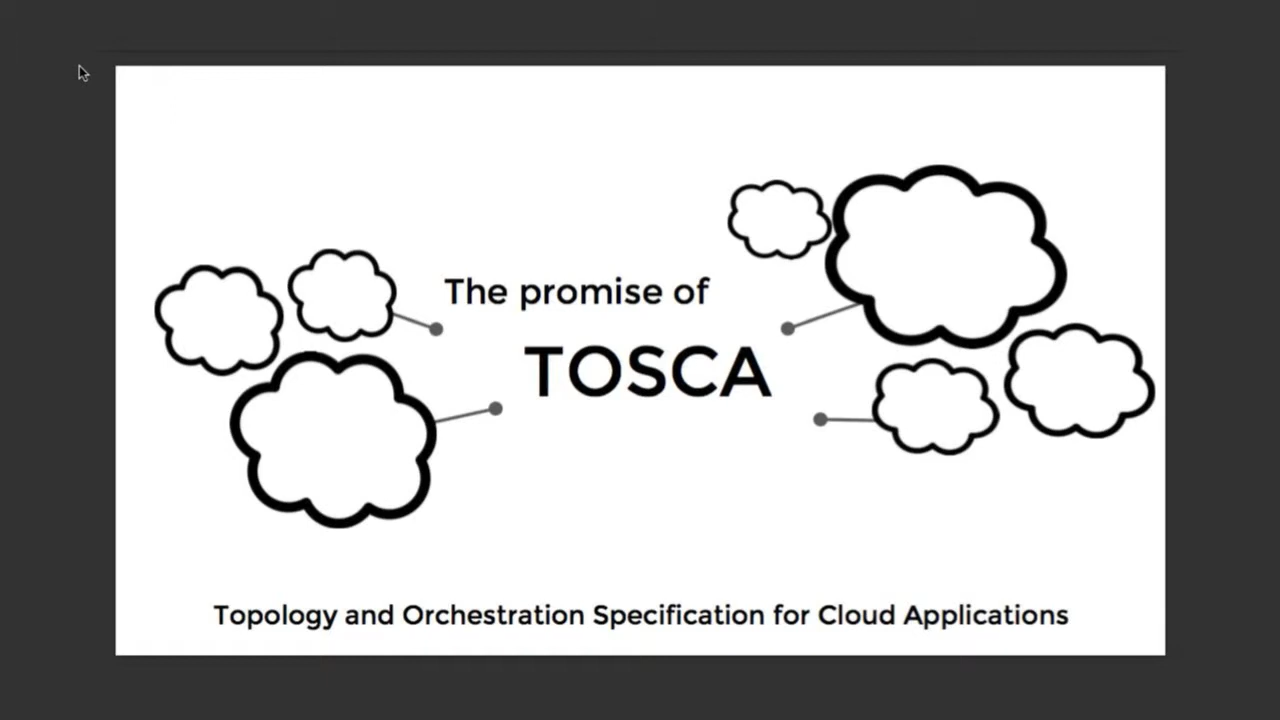 The promise of
TOSCA
Topology and Orchestration Specification for Cloud Applications